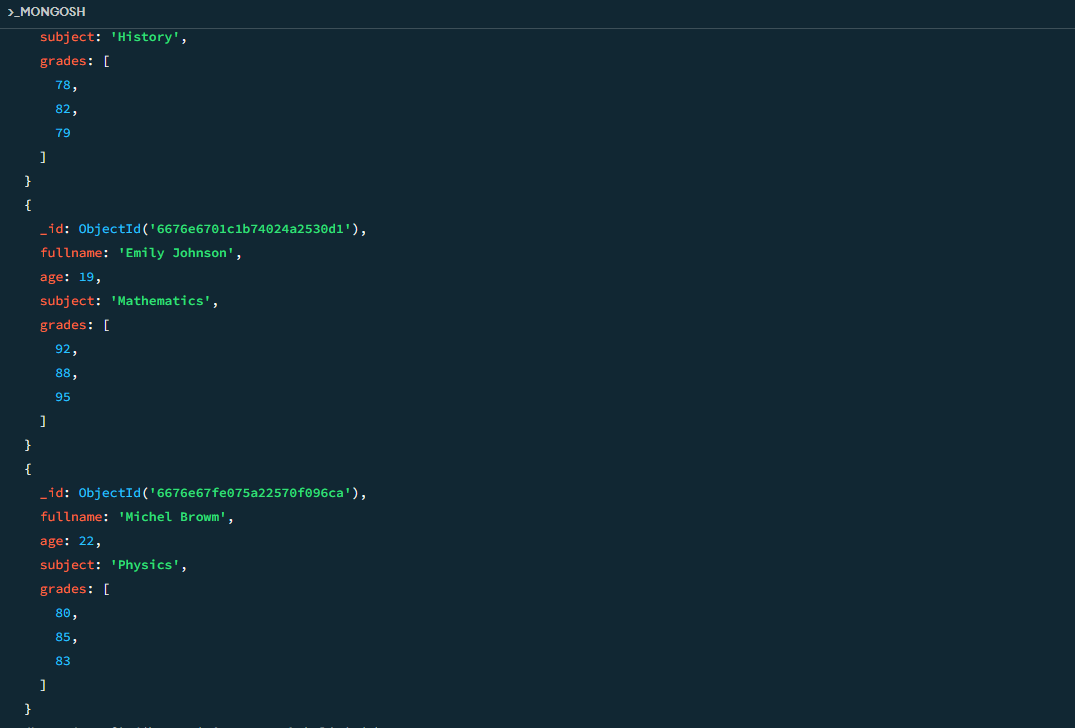 >_MONGOSH
subject: 'History',
grades: [
78,
82,
79
]
}
{
_id: ObjectId('6676e6701c1b74024a2530d1'),
fullname: 'Emily Johnson',
age: 19,
subject: 'Mathematics',
grades: [
92,
88,
95
]
}
{
_id: ObjectId('6676e67fe075a22570f096ca'),
fullname: 'Michel Browm',
age: 22,
subject: 'Physics',
grades: [
80,
85,
83
]
}